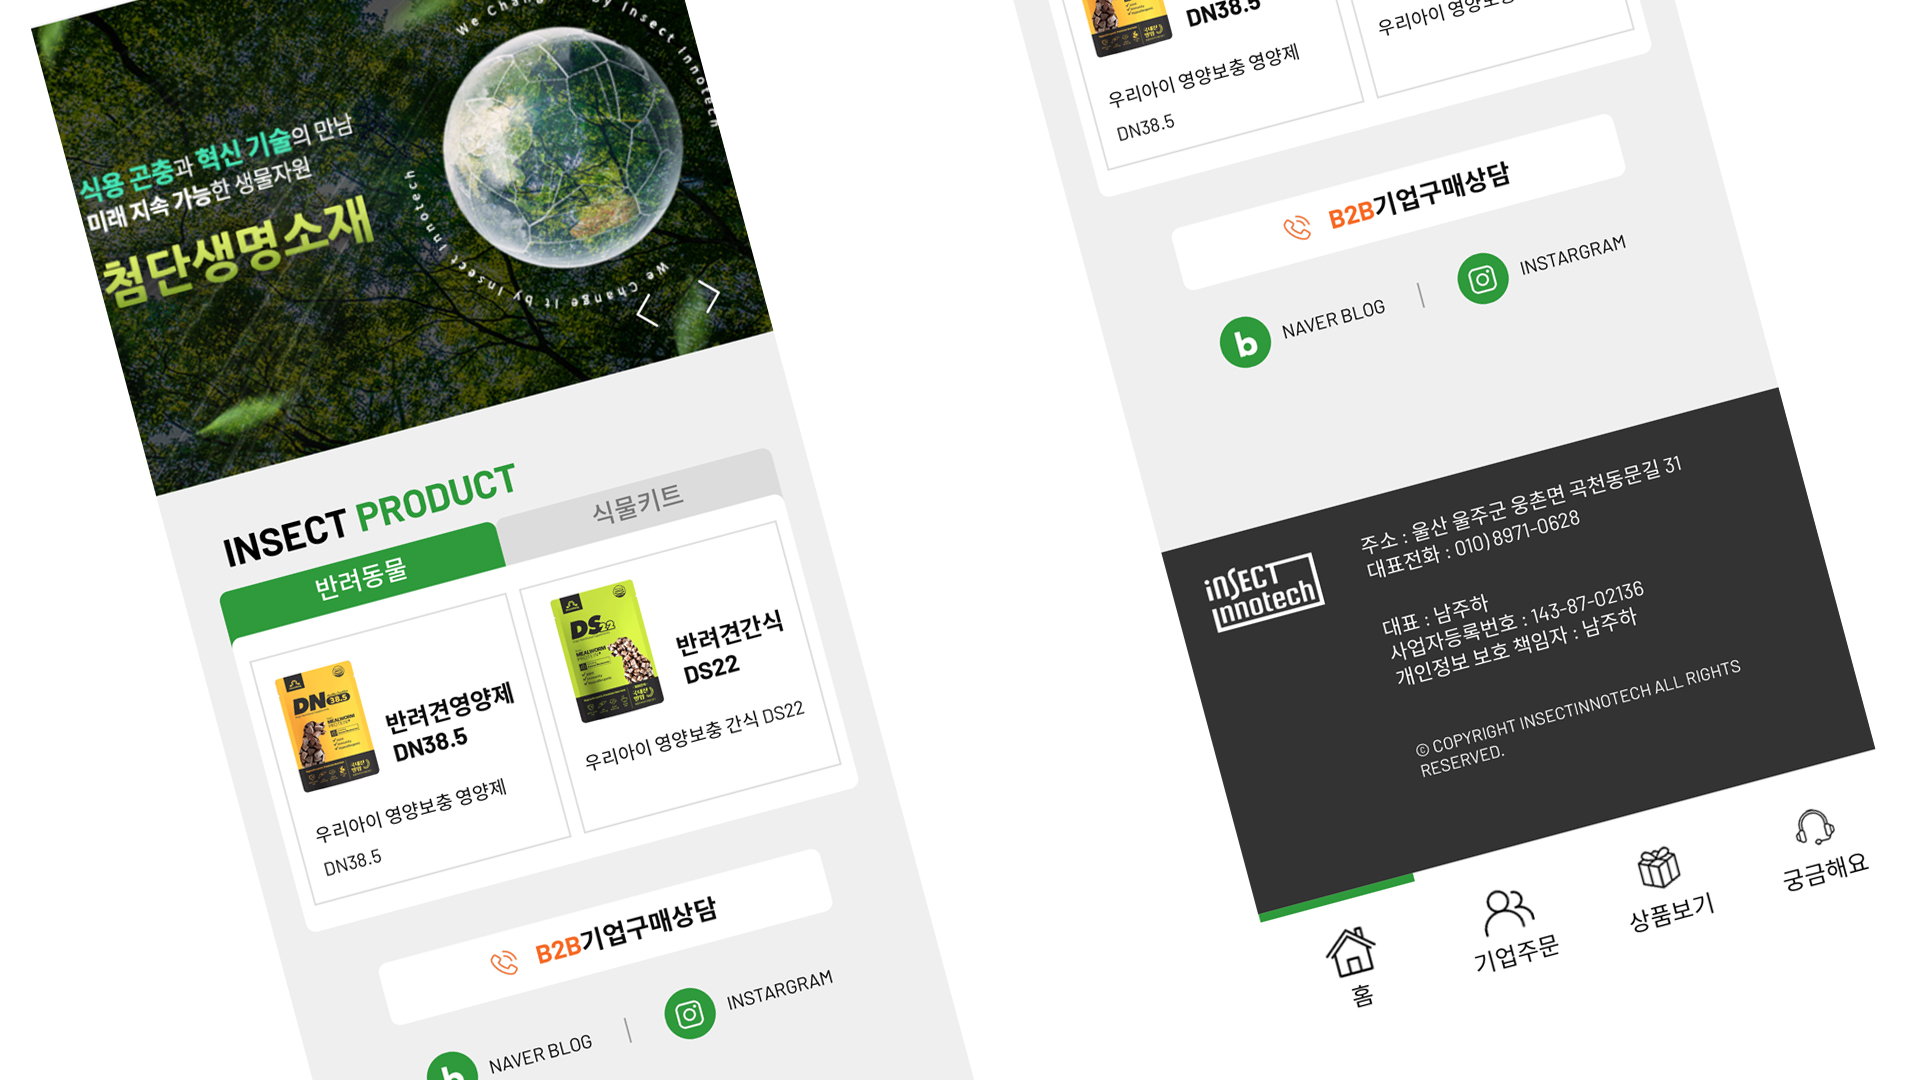 We Chang
by Insect Innotech
식용 곤충과 혁신 기술의 만남
미래 지속 가능한 생물자원
첨단생명소재
We Change it by Insect Innotech
INSECT PRODUCT
반려동물
식물키트
DN 38.5
MEALWORM
PROTEIN
반려견영양제
DN38.5
우리아이 영양보충 영양제
DN38.5
DS22
MEALWORM
PROTEIN
반려견간식
DS22
우리아이 영양보충 간식 DS22
B2B기업구매상담
b NAVER BLOG
INSTARGRAM
DN38.5
우리아이 영양보충 영양제
DN38.5
우리아이 영양보충
B2B기업구매상담
b NAVER BLOG
INSTARGRAM
inSECT
innotech
주소 : 울산 울주군 웅촌면 곡천동문길 31
대표전화 : 010)8971-0628
대표 : 남주하
사업자등록번호 : 143-87-02136
개인정보 보호 책임자 : 남주하
© COPYRIGHT INSECTINNOTECH ALL RIGHTS
RESERVED.
홈
기업주문
상품보기
궁금해요